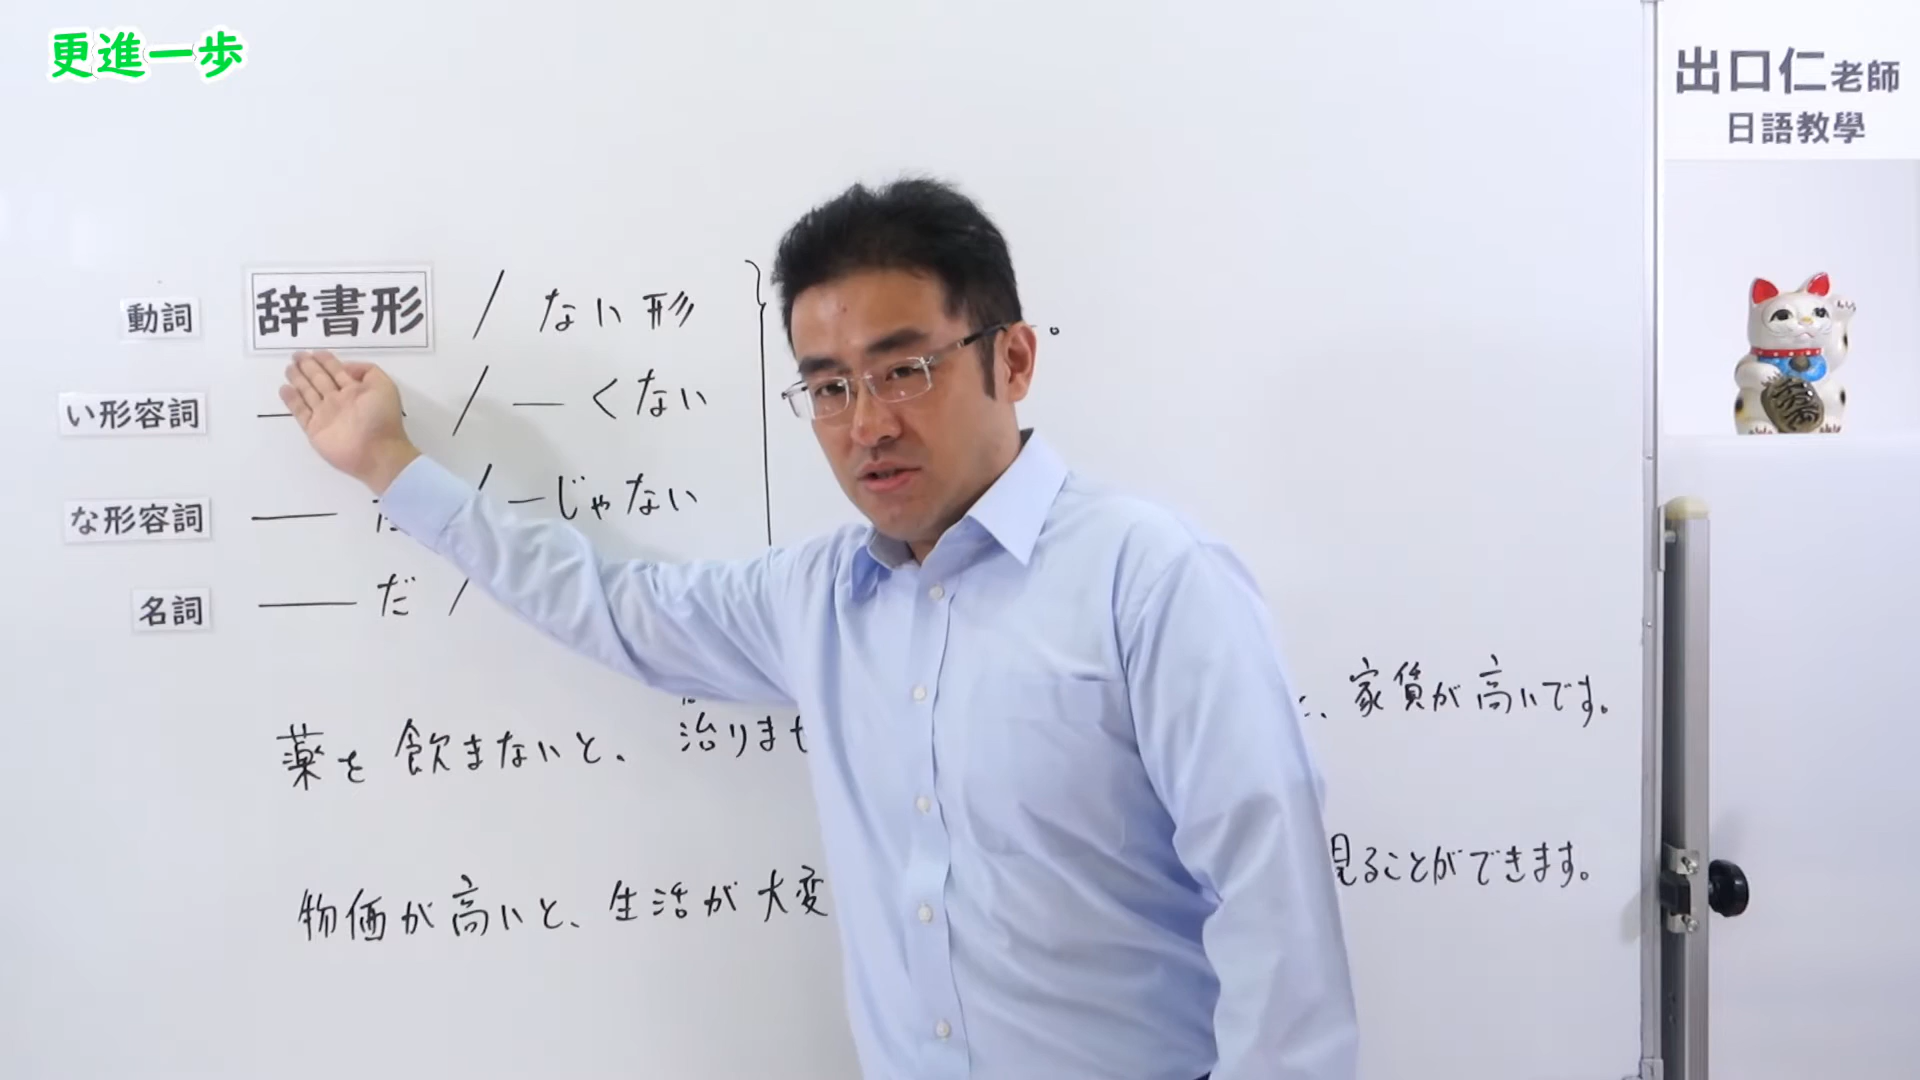 更進一歩
出口仁老師
日語教學
動詞 辞書形 / ない形 。
い形容詞 — / — くない
な形容詞 — / —じゃない
名詞 — だ /
薬を飲まないと、治りませ
、家賃が高いです。
物価が高いと、生活が大変
見ることができます。